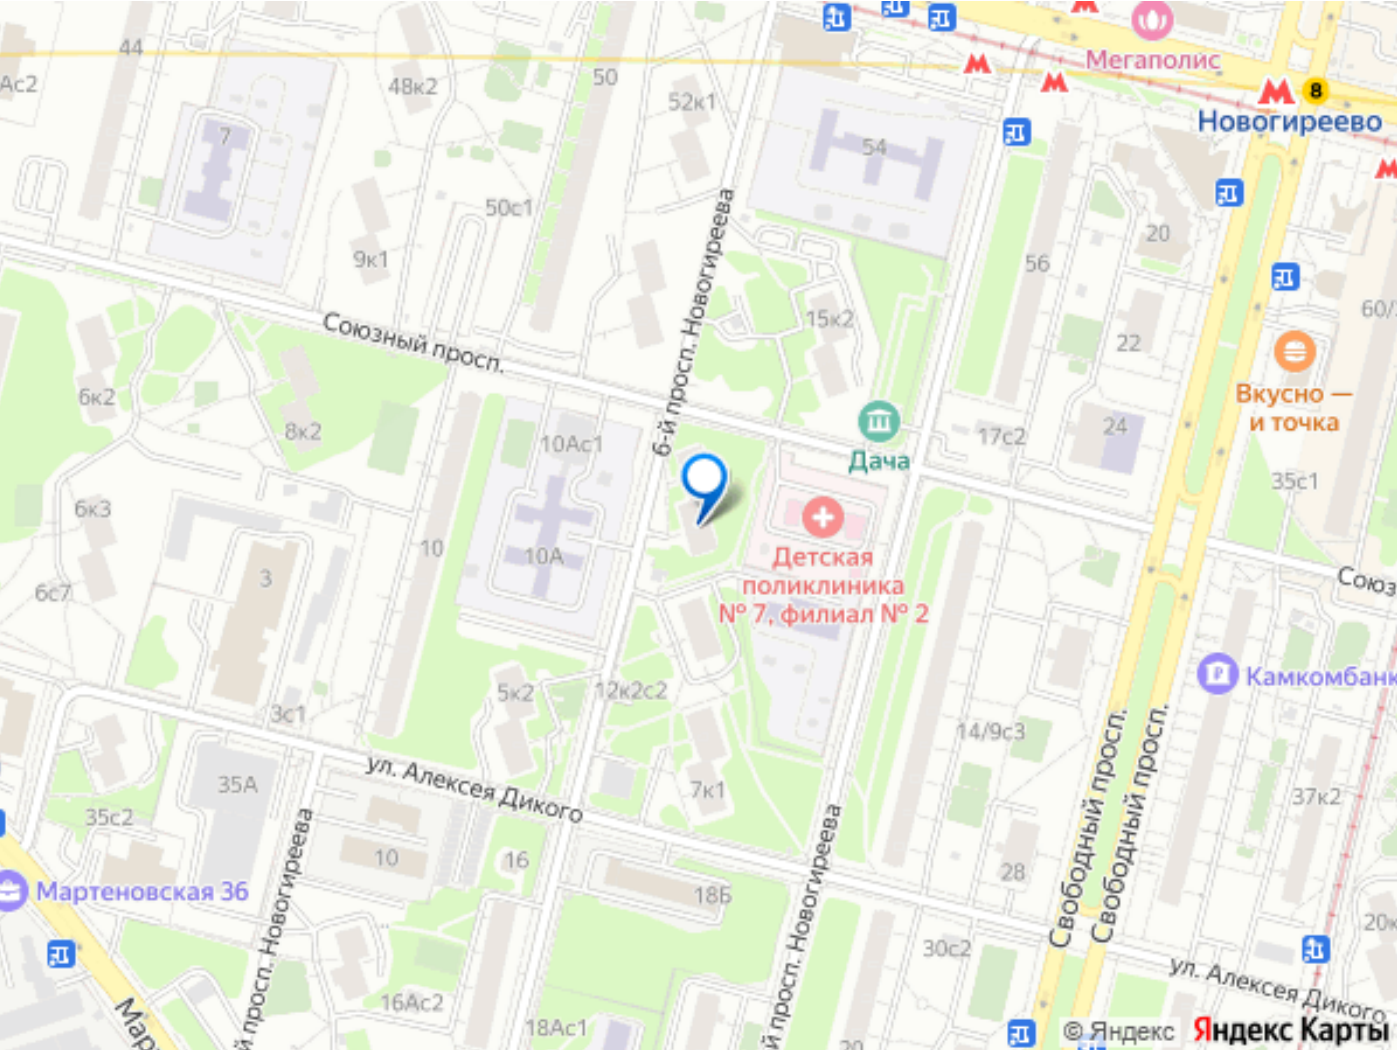 44
Ас2
7
48к2
50
52к1
54
Мегаполис
8
Новогиреево
50с1
9к1
56
20
22
60/
15к2
6-й просп. Новогиреева
Союзный просп.
6к2
8к2
10Ас1
Дача
17с2
24
Вкусно —
и точка
35с1
6к3
10
10А
3
6с7
Детская
поликлиника
№ 7, филиал № 2
Союз
5к2
12к2с2
3с1
Камкомбанк
14/9с3
35А
ул. Алексея Дикого
7к1
37к2
35с2
10
16
18Б
28
Свободный просп.
Свободный просп.
Мартеновская 36
просп. Новогиреева
й просп. Новогиреева
30с2
20к
ул. Алексея Дикого
16Ас2
18Ас1
Мар
20
© Яндекс Яндекс Карты